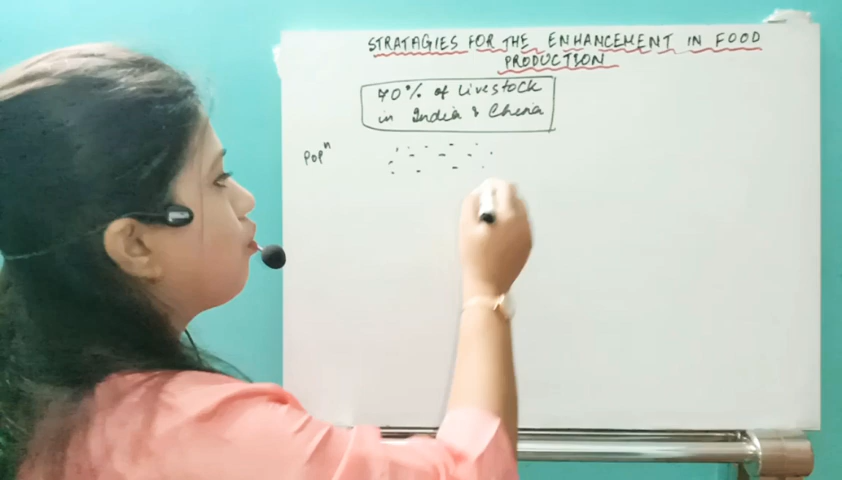 STRATAGIES FOR THE ENHANCEMENT IN FOOD
PRODUCTION
70% of Livestock
in India & China
Popⁿ